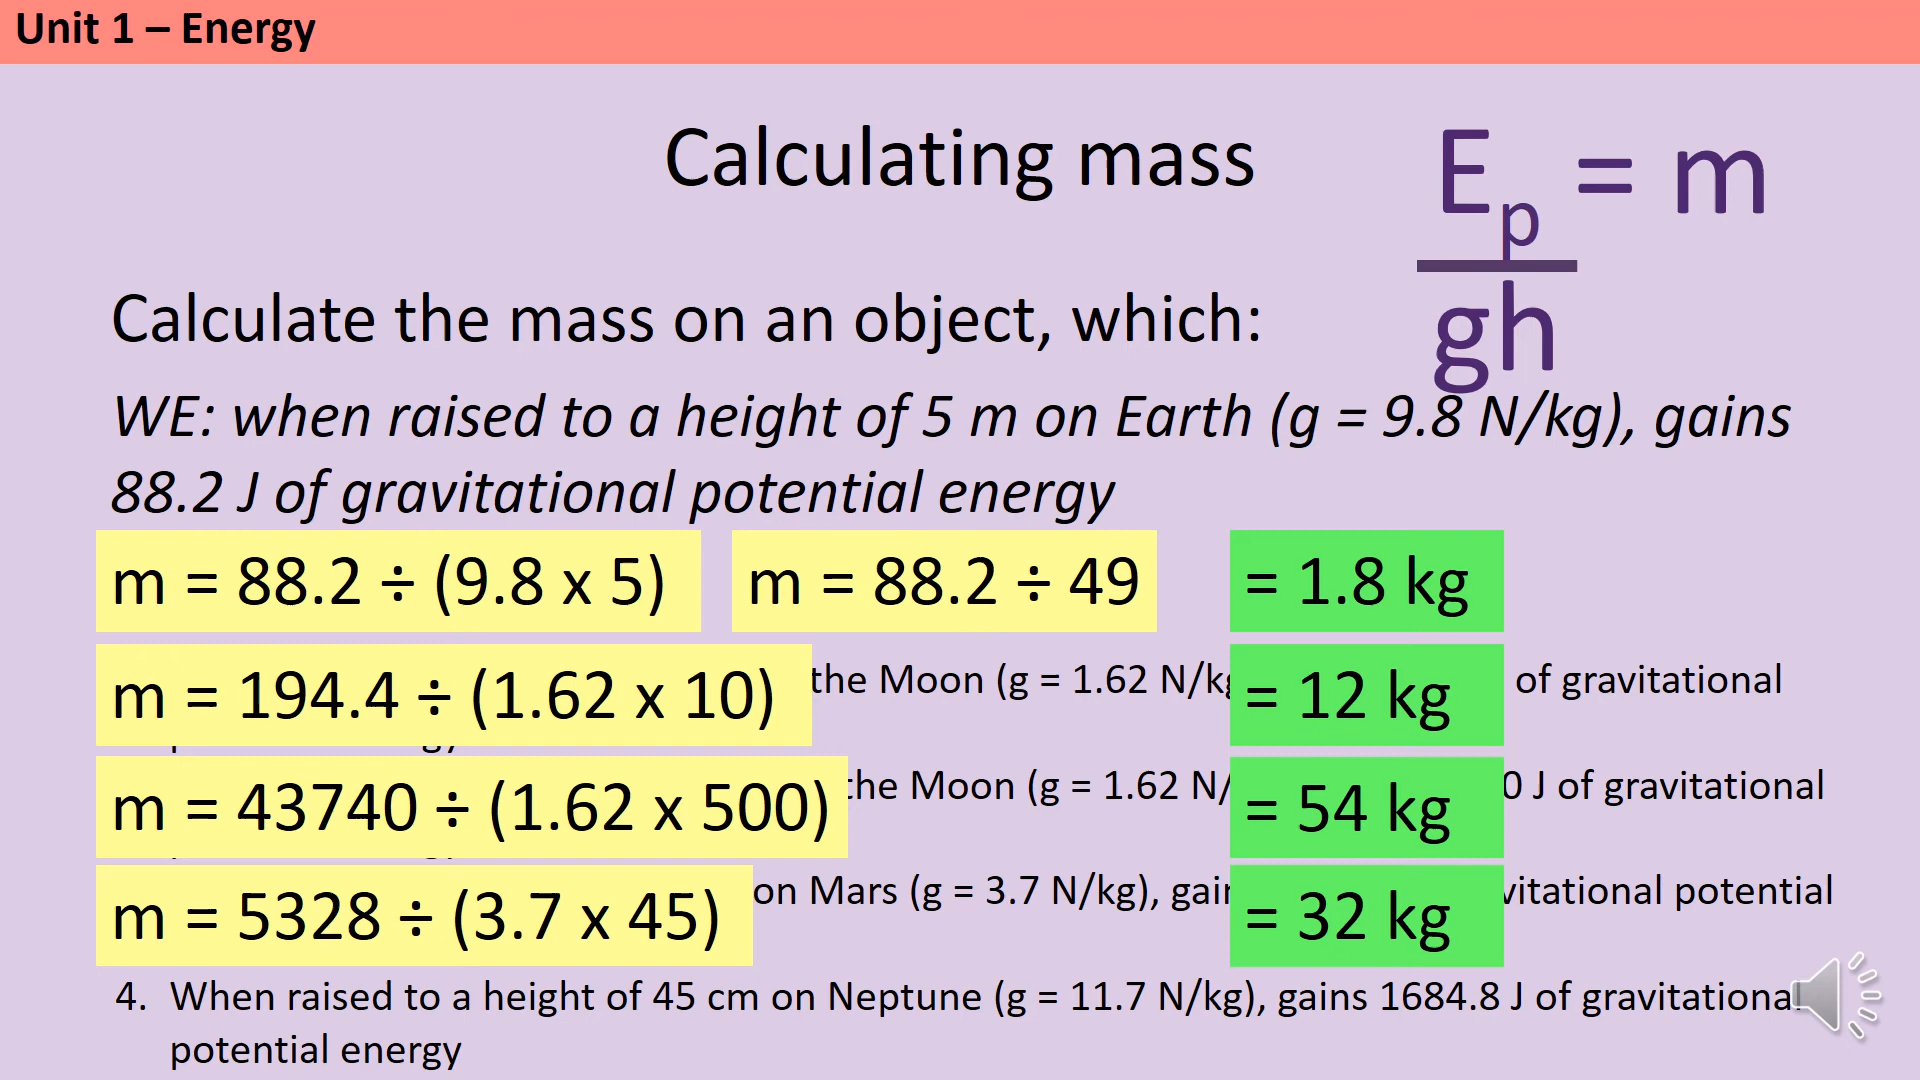 Unit 1 – Energy
Calculating mass
Ep = m
gh
Calculate the mass on an object, which:
WE: when raised to a height of 5 m on Earth (g = 9.8 N/kg), gains
88.2 J of gravitational potential energy
m = 88.2 ÷ (9.8 x 5) m = 88.2 ÷ 49 = 1.8 kg
m = 194.4 ÷ (1.62 x 10) the Moon (g = 1.62 = 12 kg of gravitational
m = 43740 ÷ (1.62 x 500) the Moon (g = 1.62 = 54 kg J of gravitational
m = 5328 ÷ (3.7 x 45) on Mars (g = 3.7 N/kg), = 32 kg potential
4. When raised to a height of 45 cm on Neptune (g = 11.7 N/kg), gains 1684.8 J of gravitational
potential energy